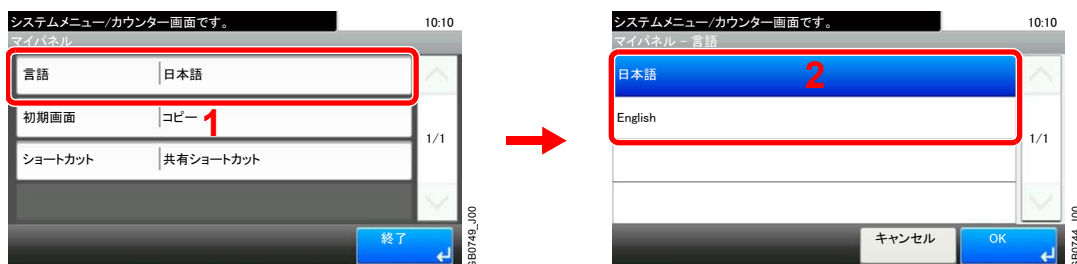 システムメニュー/カウンター画面です。 10:10
マイパネル
言語 日本語
初期画面 コピー 1
1/1
ショートカット 共有ショートカット
終了
GB0749_J00
システムメニュー/カウンター画面です。 10:10
マイパネル - 言語
日本語 2
English
1/1
キャンセル OK
GB0744_J00